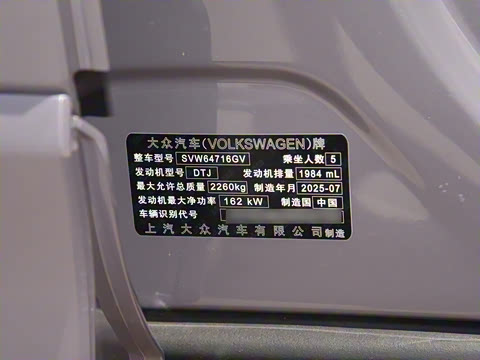 大众汽车(VOLKSWAGEN)牌
整车型号 SVW64716GV 乘坐人数 5
发动机型号 DTJ 发动机排量 1984 mL
最大允许总质量 2260kg 制造年月 2025-07
发动机最大净功率 162 kW 制造国 中国
车辆识别代号
上汽大众汽车有限公司制造